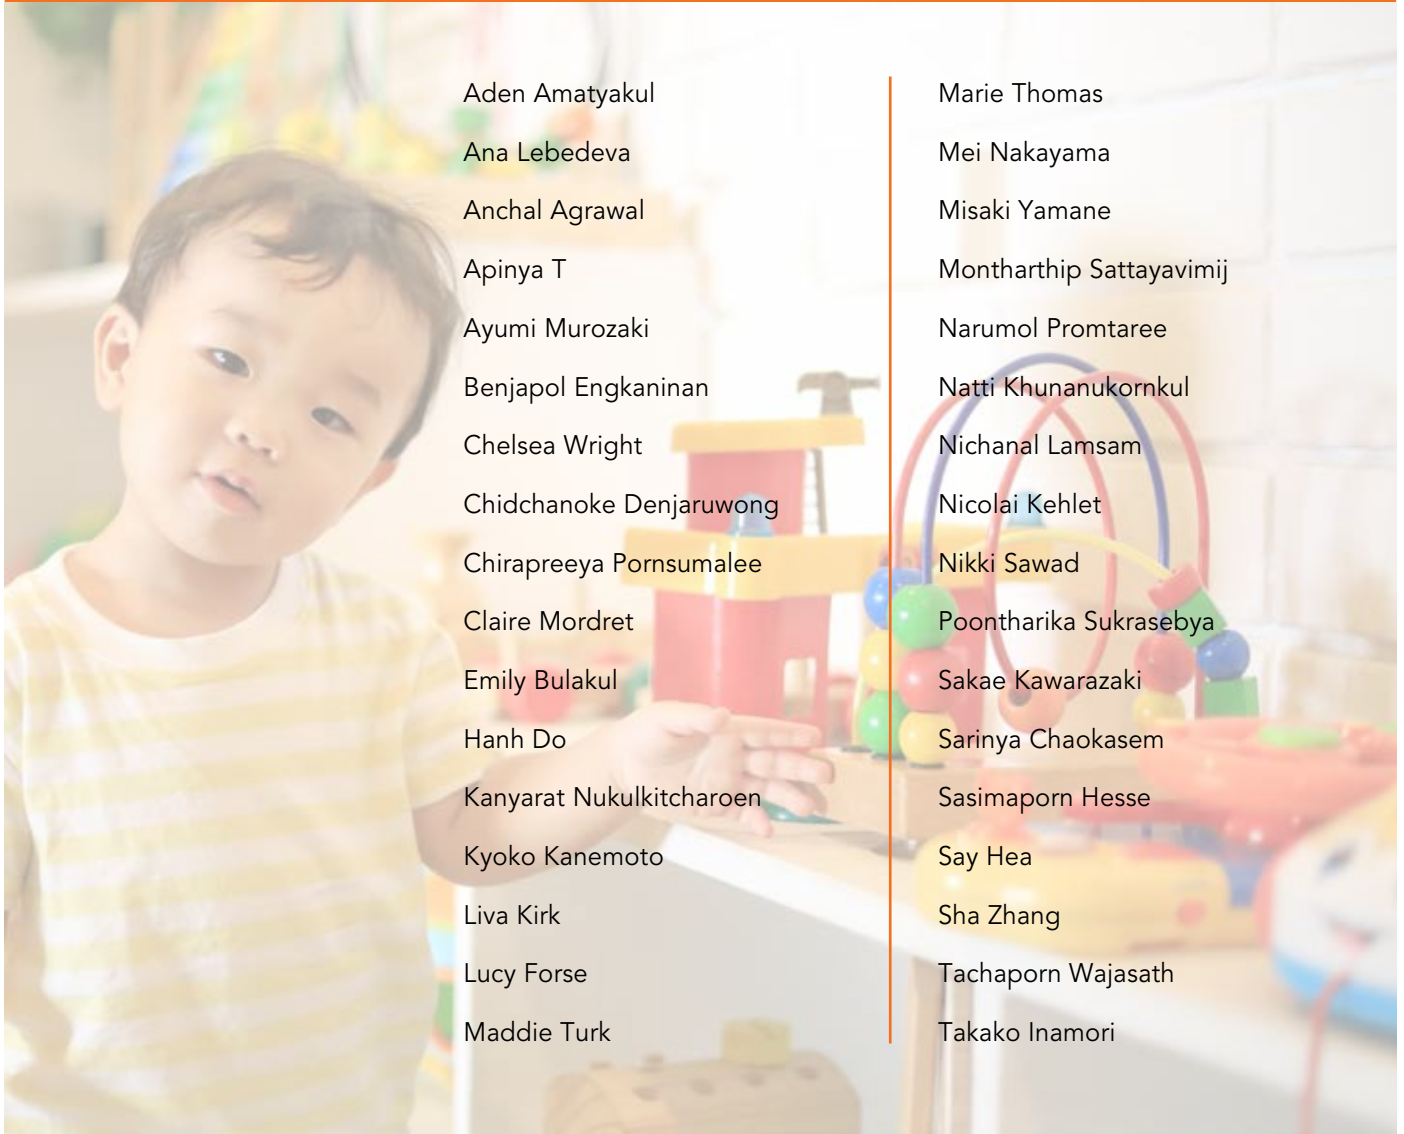 Aden Amatyakul
Ana Lebedeva
Anchal Agrawal
Apinya T
Ayumi Murozaki
Benjapol Engkaninan
Chelsea Wright
Chidchanoke Denjaruwong
Chirapreeya Pornsumalee
Claire Mordret
Emily Bulakul
Hanh Do
Kanyarat Nukulkitcharoen
Kyoko Kanemoto
Liva Kirk
Lucy Forse
Maddie Turk
Marie Thomas
Mei Nakayama
Misaki Yamane
Montharthip Sattayavimij
Narumol Promtaree
Natti Khunanukornkul
Nichanal Lamsam
Nicolai Kehlet
Nikki Sawad
Poontharika Sukrasebya
Sakae Kawarazaki
Sarinya Chaokasem
Sasimaporn Hesse
Say Hea
Sha Zhang
Tachaporn Wajasath
Takako Inamori